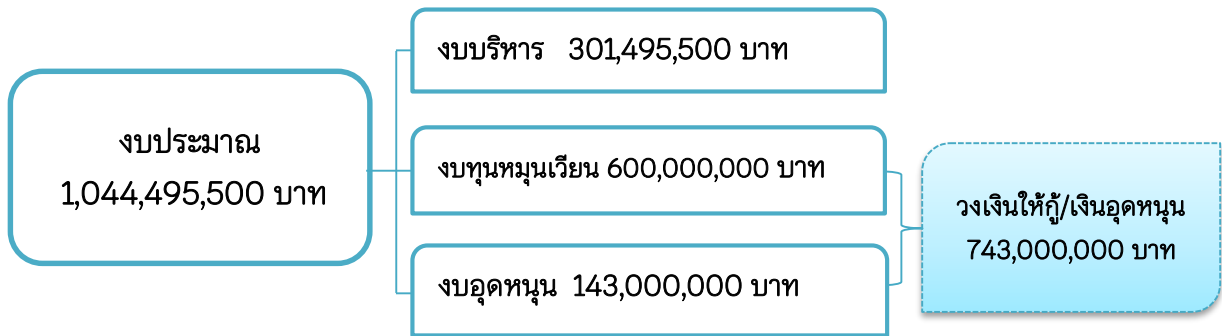 งบประมาณ
1,044,495,500 บาท
งบบริหาร 301,495,500 บาท
งบทุนหมุนเวียน 600,000,000 บาท
งบอุดหนุน 143,000,000 บาท
วงเงินให้กู้/เงินอุดหนุน
743,000,000 บาท